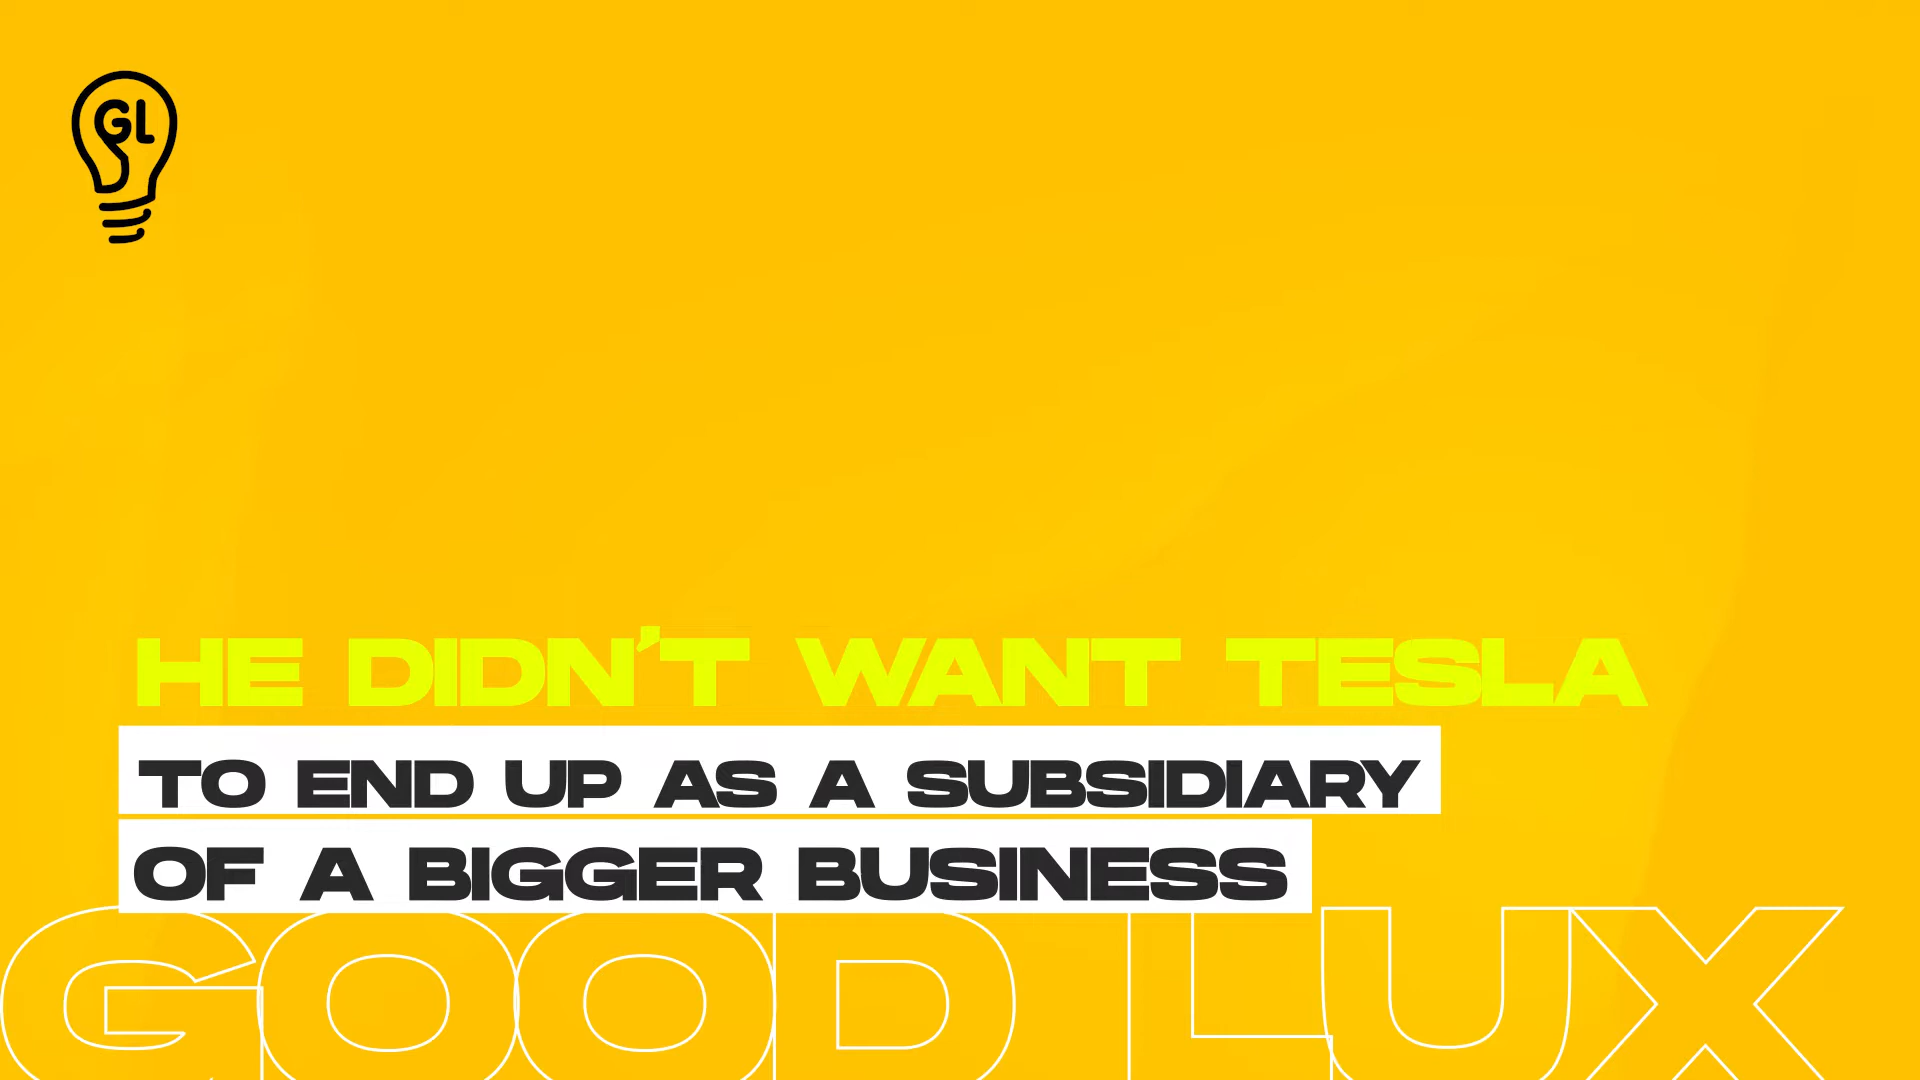 GL
HE DIDN'T WANT TESLA
TO END UP AS A SUBSIDIARY
OF A BIGGER BUSINESS
GOOD LUX